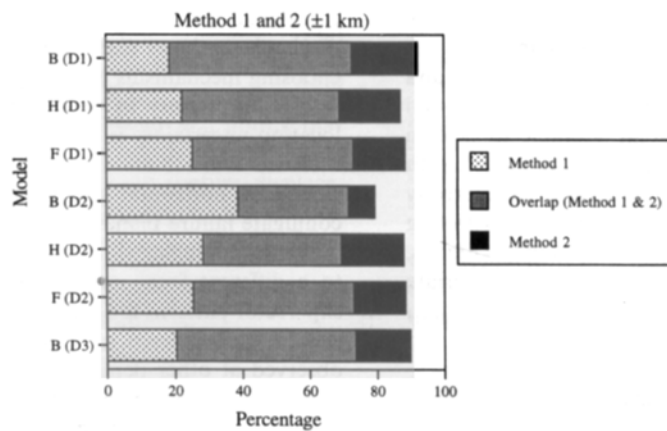 Method 1 and 2 (±1 km)
Model
B (D1)
H (D1)
F (D1)
B (D2)
H (D2)
F (D2)
B (D3)
0 20 40 60 80 100
Percentage
Method 1
Overlap (Method 1 & 2)
Method 2